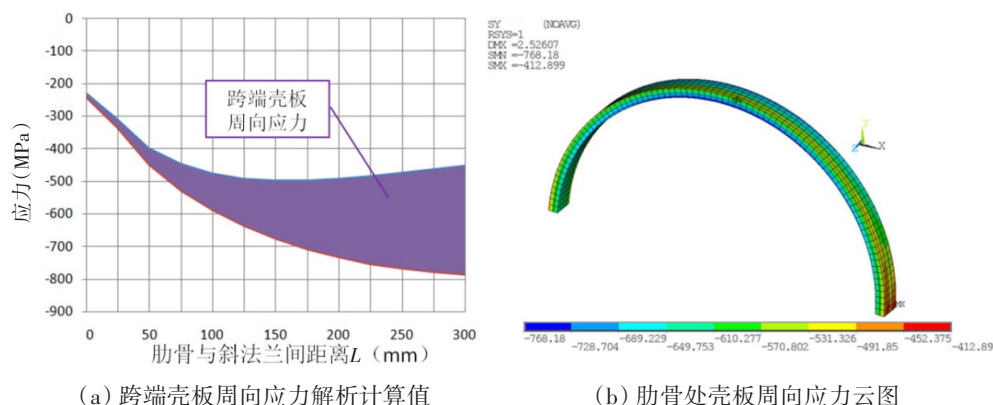 0
-100
-200
-300
-400
-500
-600
-700
-800
-900
应力(MPa)
跨端壳板
周向应力
0 50 100 150 200 250 300
肋骨与斜法兰间距离L（mm）
(a) 跨端壳板周向应力解析计算值
SY (NOAVG)
RSYS=1
DMX =2.52607
SMN =-768.18
SMX =-412.899
Y
Z X
MX
-768.18 -689.229 -610.277 -531.326 -452.375
-728.704 -649.753 -570.802 -491.85 -412.89
(b) 肋骨处壳板周向应力云图